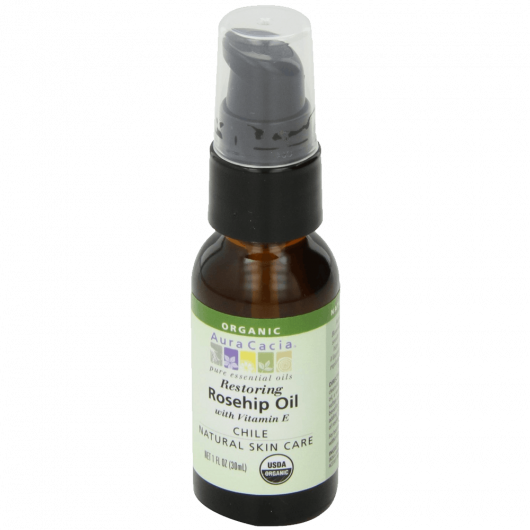 ORGANIC
Aura Cacia.
pure essential oils
Restoring
Rosehip Oil
with Vitamin E
CHILE
NATURAL SKIN CARE
NET 1 FL OZ (30mL)
USDA
ORGANIC